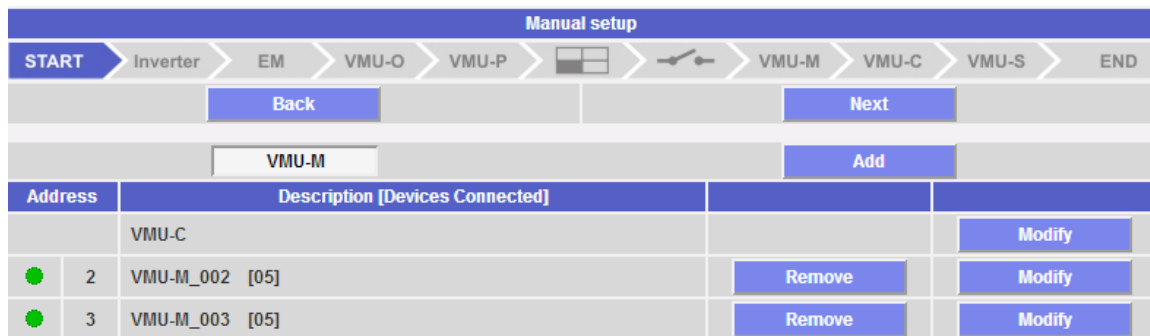 Manual setup
START Inverter EM VMU-O VMU-P VMU-M VMU-C VMU-S END
Back Next
VMU-M Add
Address Description [Devices Connected]
VMU-C Modify
2 VMU-M_002 [05] Remove Modify
3 VMU-M_003 [05] Remove Modify